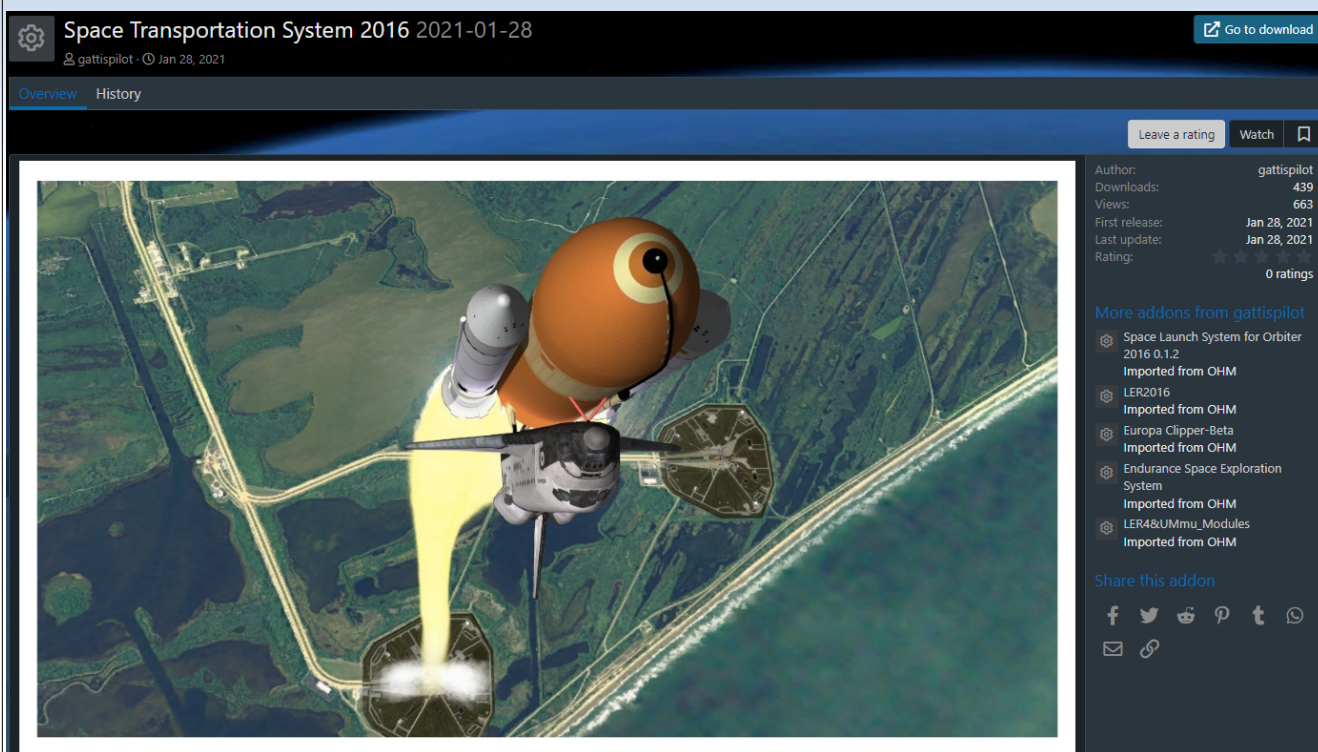 Space Transportation System 2016 2021-01-28
gattispilot · Jan 28, 2021
Go to download
Overview History
Leave a rating Watch
Author: gattispilot
Downloads: 439
Views: 663
First release: Jan 28, 2021
Last update: Jan 28, 2021
Rating:
0 ratings
More addons from gattispilot
Space Launch System for Orbiter
2016 0.1.2
Imported from OHM
LER2016
Imported from OHM
Europa Clipper-Beta
Imported from OHM
Endurance Space Exploration
System
Imported from OHM
LER4&UMmu_Modules
Imported from OHM
Share this addon